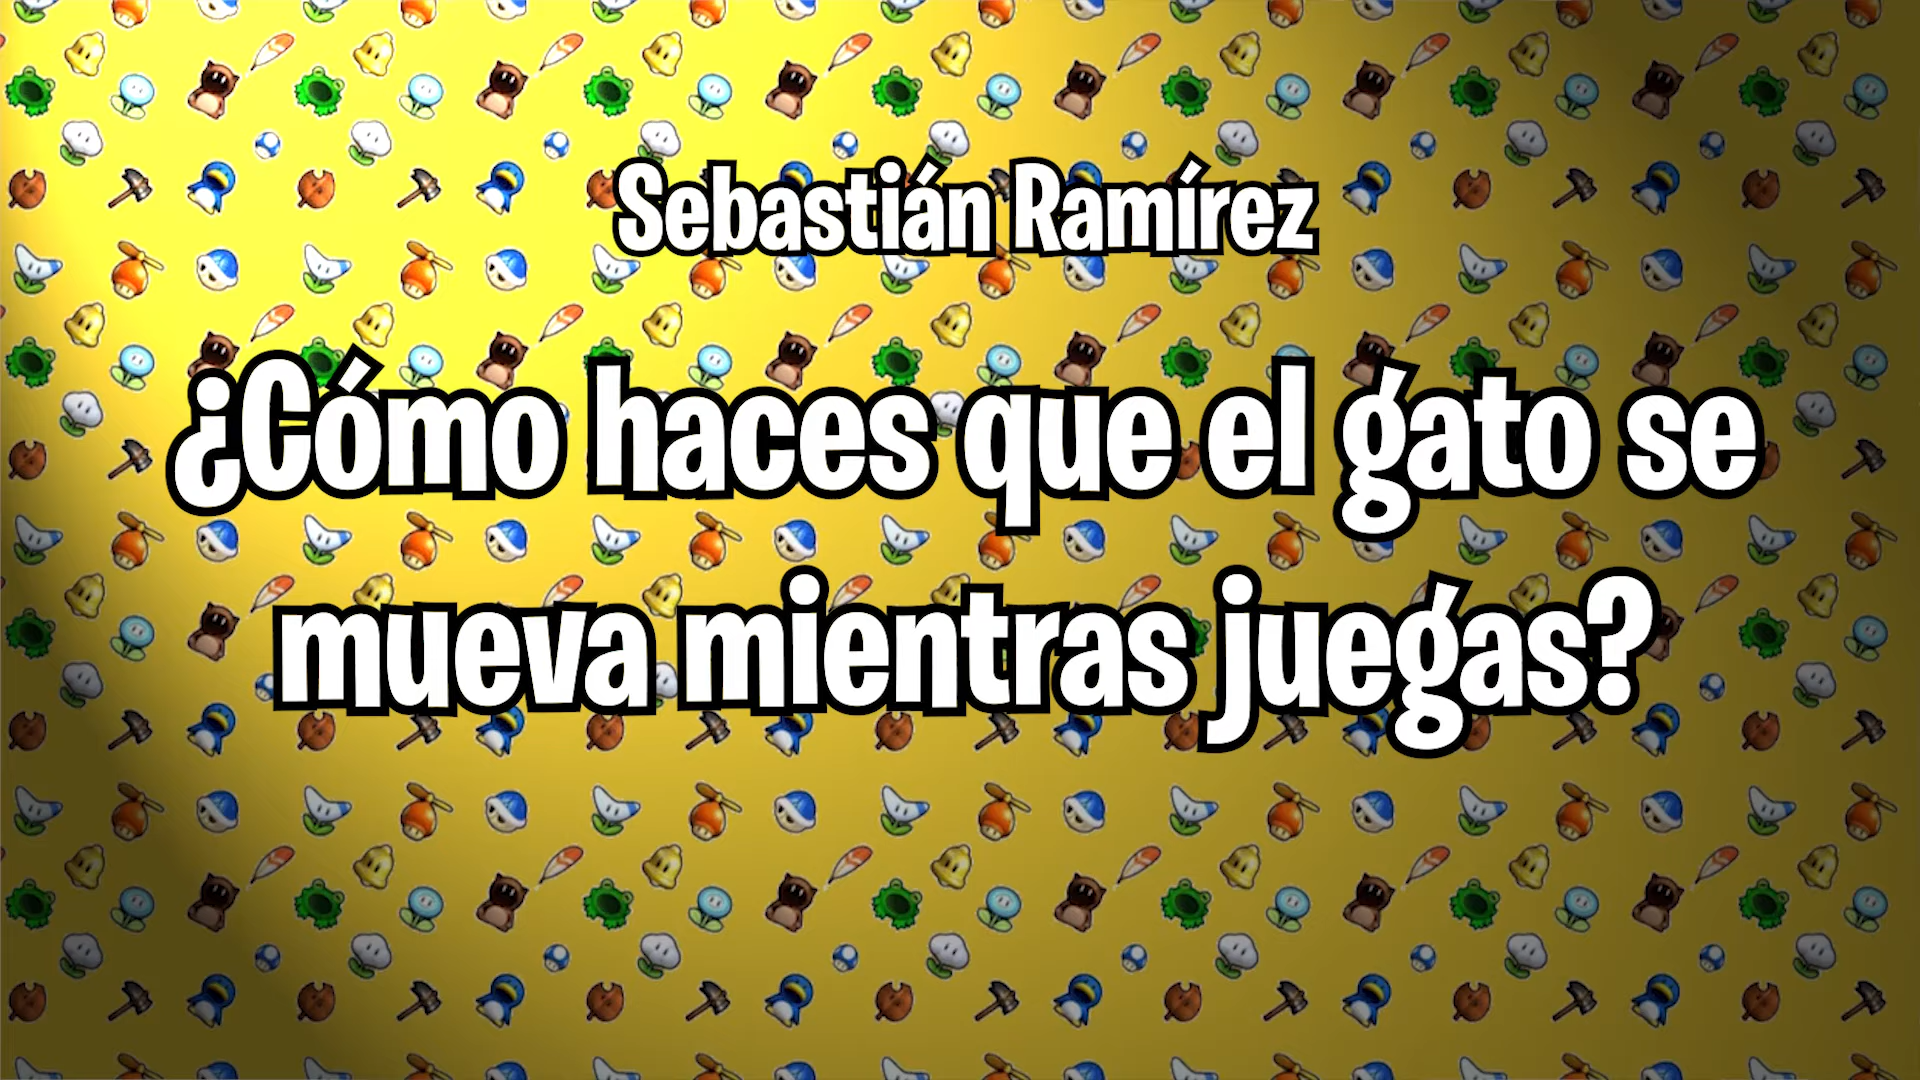 Sebastián Ramírez
¿Cómo haces que el gato se
mueva mientras juegas?